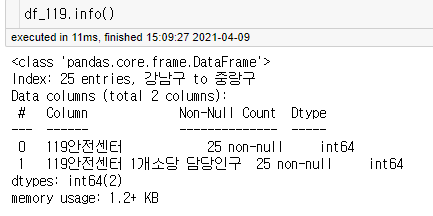 df_119.info()
executed in 11ms, finished 15:09:27 2021-04-09
<class 'pandas.core.frame.DataFrame'>
Index: 25 entries, 강남구 to 중랑구
Data columns (total 2 columns):
 #   Column              Non-Null Count  Dtype
---  ------              --------------  -----
 0   119안전센터            25 non-null     int64
 1   119안전센터 1개소당 담당인구  25 non-null     int64
dtypes: int64(2)
memory usage: 1.2+ KB